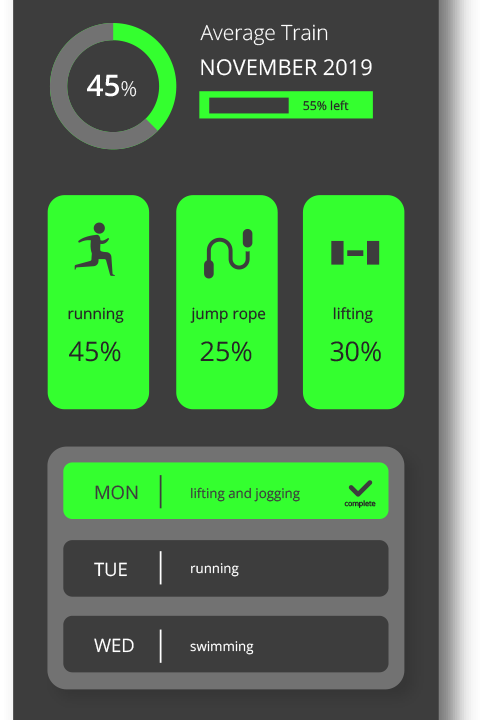 45%
Average Train
NOVEMBER 2019
55% left
running
45%
jump rope
25%
lifting
30%
MON
lifting and jogging
complete
TUE
running
WED
swimming